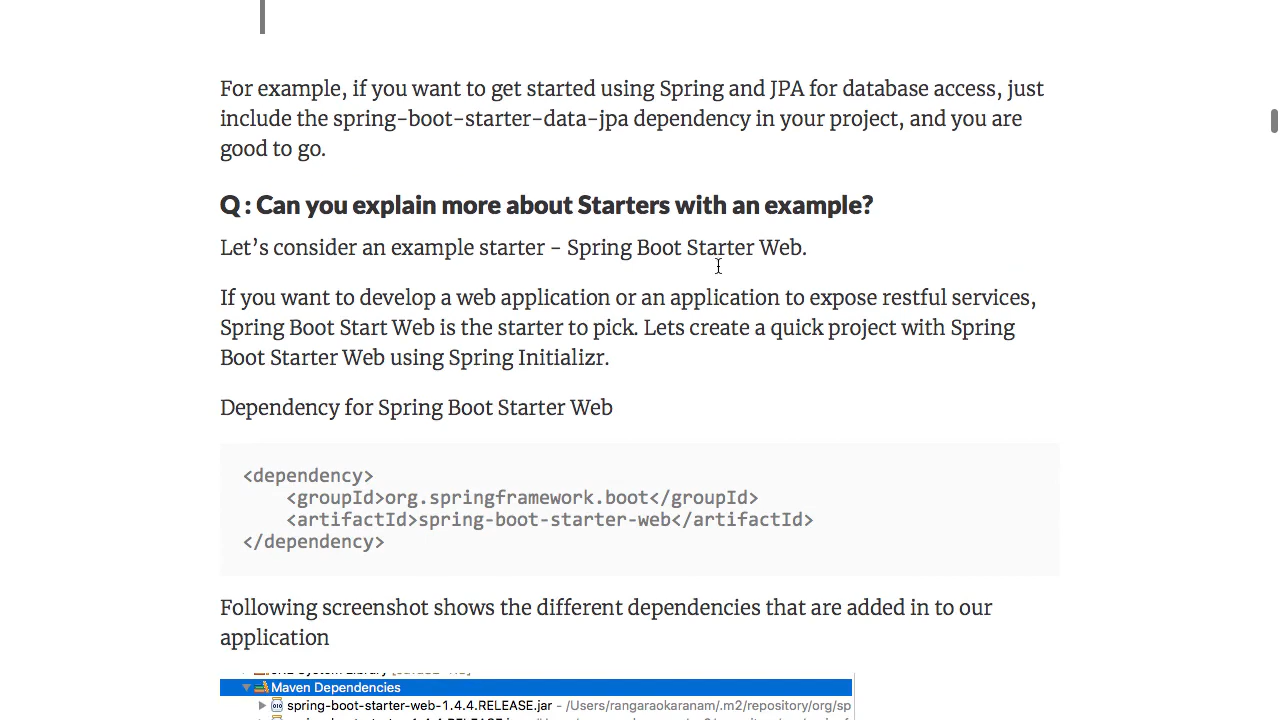 For example, if you want to get started using Spring and JPA for database access, just
include the spring-boot-starter-data-jpa dependency in your project, and you are
good to go.
Q : Can you explain more about Starters with an example?
Let’s consider an example starter - Spring Boot Starter Web.
If you want to develop a web application or an application to expose restful services,
Spring Boot Start Web is the starter to pick. Lets create a quick project with Spring
Boot Starter Web using Spring Initializr.
Dependency for Spring Boot Starter Web
<dependency>
    <groupId>org.springframework.boot</groupId>
    <artifactId>spring-boot-starter-web</artifactId>
</dependency>
Following screenshot shows the different dependencies that are added in to our
application
Maven Dependencies
spring-boot-starter-web-1.4.4.RELEASE.jar - /Users/rangaraokaranam/.m2/repository/org/sp